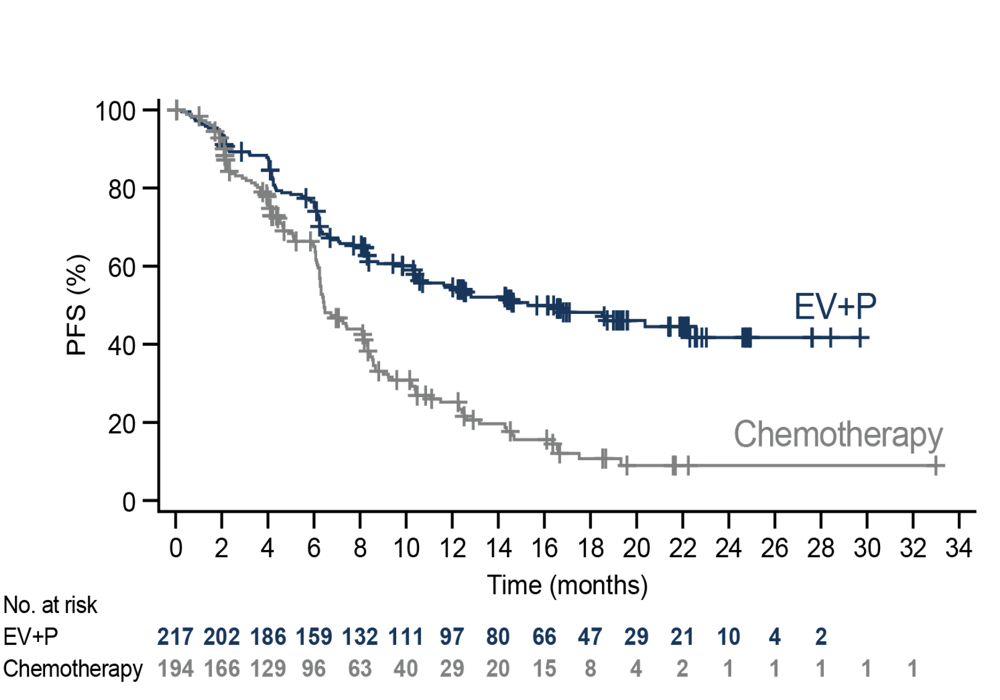 100
80
60
40
20
0
PFS (%)
EV+P
Chemotherapy
0 2 4 6 8 10 12 14 16 18 20 22 24 26 28 30 32 34
Time (months)
No. at risk
EV+P 217 202 186 159 132 111 97 80 66 47 29 21 10 4 2
Chemotherapy 194 166 129 96 63 40 29 20 15 8 4 2 1 1 1 1 1